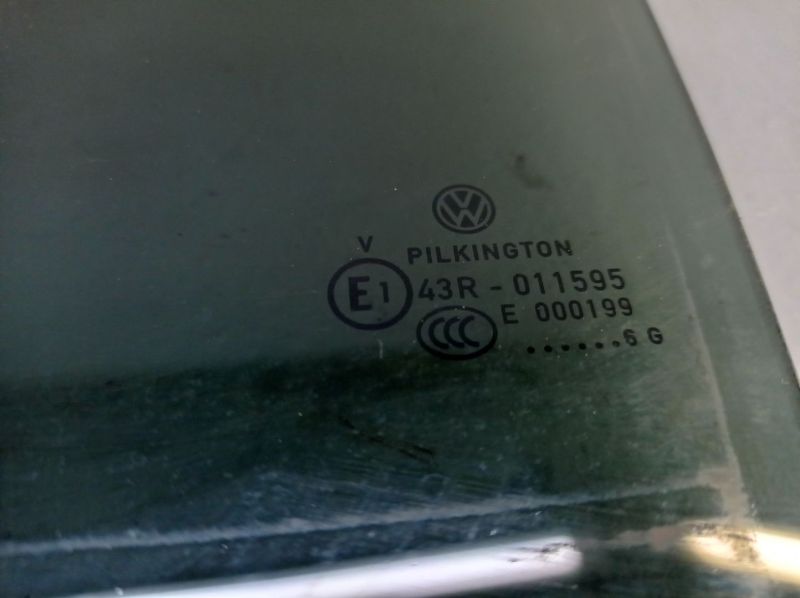 V
PILKINGTON
E1 43R - 011595
CCC E 000199
......6 G